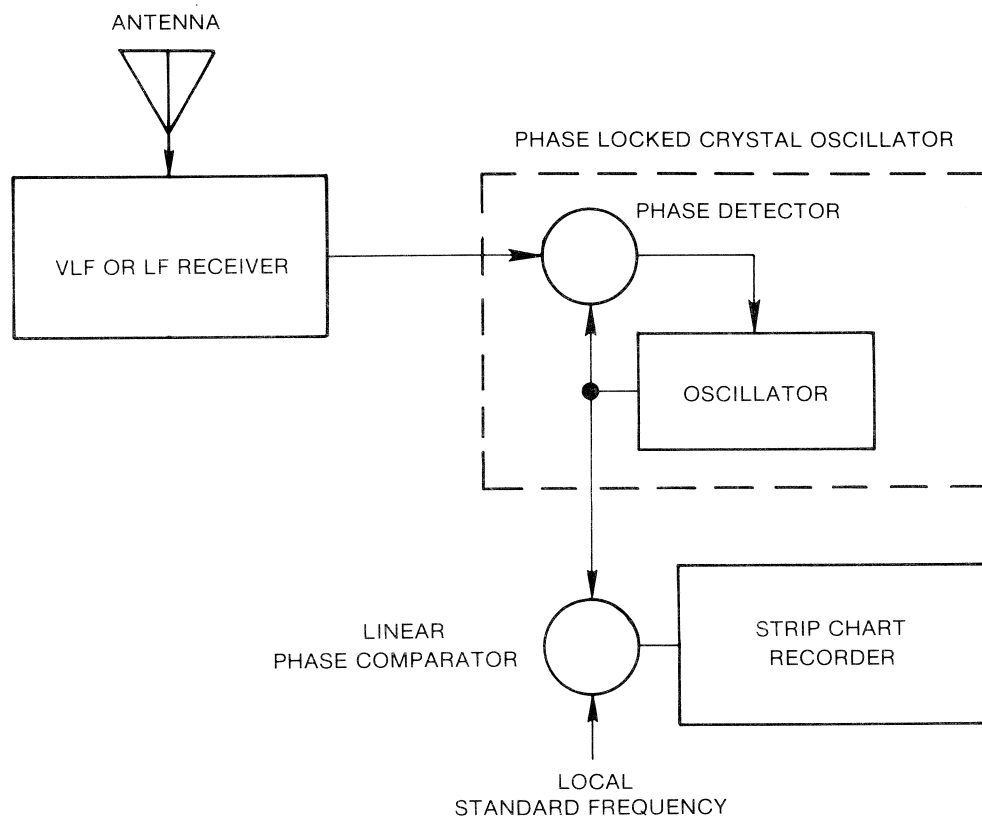 ANTENNA
PHASE LOCKED CRYSTAL OSCILLATOR
PHASE DETECTOR
VLF OR LF RECEIVER
OSCILLATOR
LINEAR
PHASE COMPARATOR
STRIP CHART
RECORDER
LOCAL
STANDARD FREQUENCY